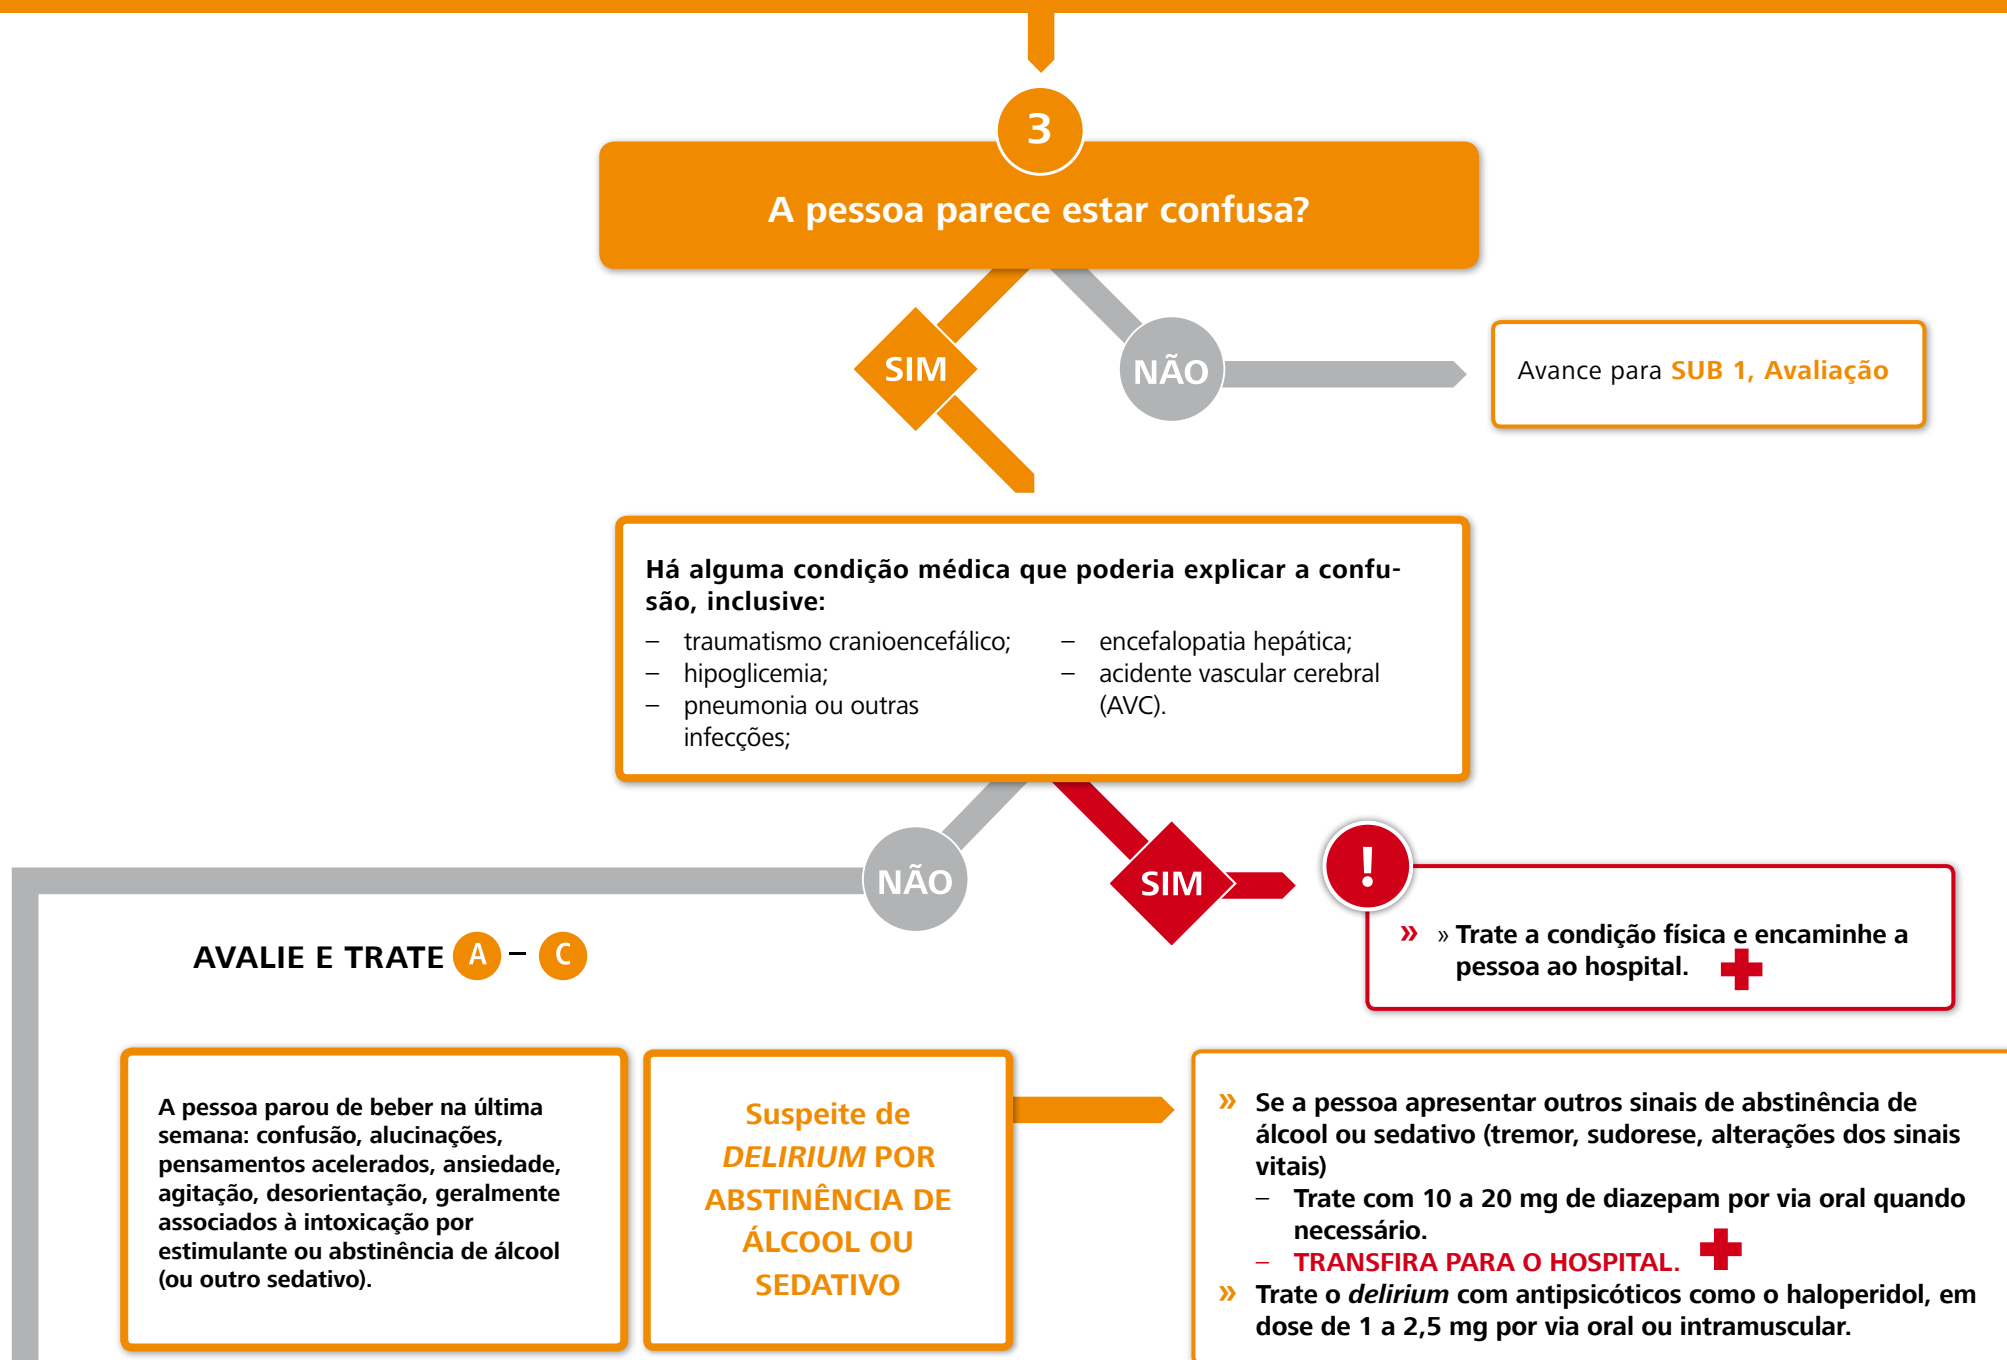 3
A pessoa parece estar confusa?
SIM
NÃO
Avance para SUB 1, Avaliação
Há alguma condição médica que poderia explicar a confu-
são, inclusive:
– traumatismo cranioencefálico;
– hipoglicemia;
– pneumonia ou outras
infecções;
– encefalopatia hepática;
– acidente vascular cerebral
(AVC).
NÃO
SIM
!
» » Trate a condição física e encaminhe a
pessoa ao hospital.
AVALIE E TRATE A – C
A pessoa parou de beber na última
semana: confusão, alucinações,
pensamentos acelerados, ansiedade,
agitação, desorientação, geralmente
associados à intoxicação por
estimulante ou abstinência de álcool
(ou outro sedativo).
Suspeite de
DELIRIUM POR
ABSTINÊNCIA DE
ÁLCOOL OU
SEDATIVO
» Se a pessoa apresentar outros sinais de abstinência de
álcool ou sedativo (tremor, sudorese, alterações dos sinais
vitais)
– Trate com 10 a 20 mg de diazepam por via oral quando
necessário.
– TRANSFIRA PARA O HOSPITAL.
» Trate o delirium com antipsicóticos como o haloperidol, em
dose de 1 a 2,5 mg por via oral ou intramuscular.